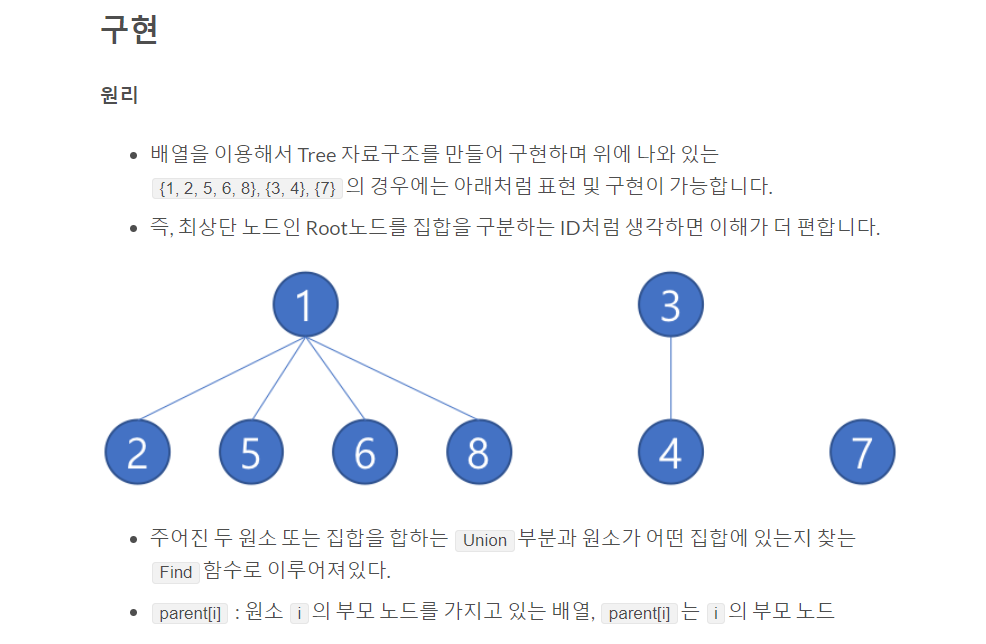 구현
원리
배열을 이용해서 Tree 자료구조를 만들어 구현하며 위에 나와 있는
{1, 2, 5, 6, 8}, {3, 4}, {7} 의 경우에는 아래처럼 표현 및 구현이 가능합니다.
즉, 최상단 노드인 Root노드를 집합을 구분하는 ID처럼 생각하면 이해가 더 편합니다.
1 3
2 5 6 8 4 7
주어진 두 원소 또는 집합을 합하는 Union 부분과 원소가 어떤 집합에 있는지 찾는
Find 함수로 이루어져있다.
parent[i] : 원소 i 의 부모 노드를 가지고 있는 배열, parent[i] 는 i 의 부모 노드